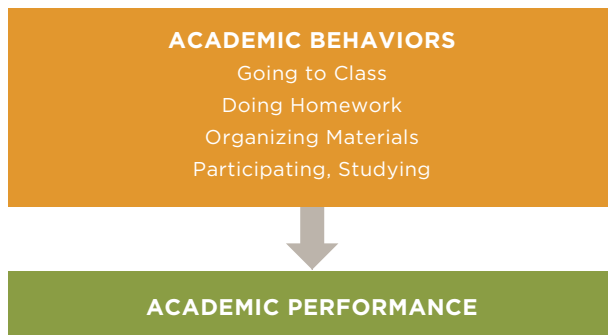 ACADEMIC BEHAVIORS
Going to Class
Doing Homework
Organizing Materials
Participating, Studying
ACADEMIC PERFORMANCE